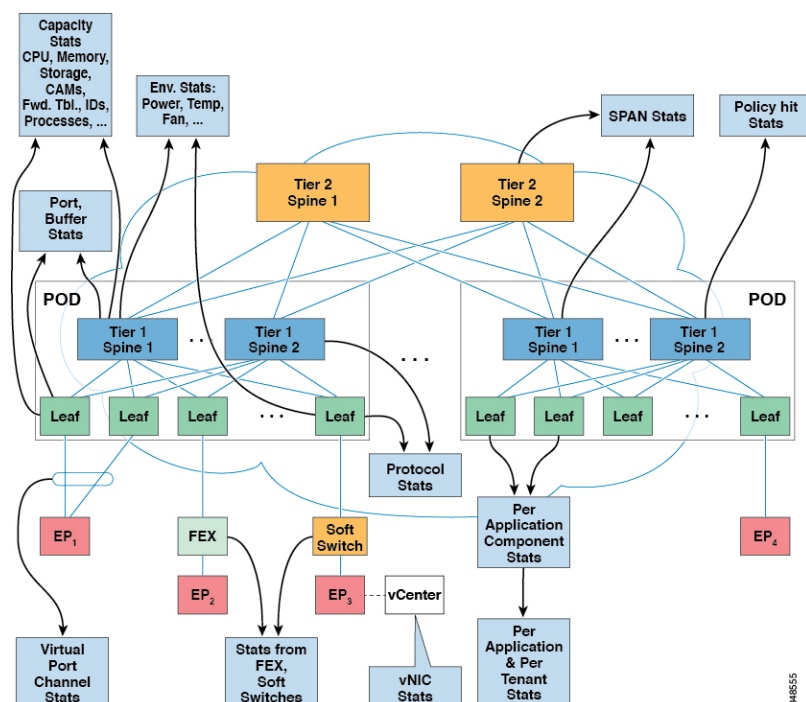 Capacity
Stats
CPU, Memory,
Storage,
CAMs,
Fwd. Tbl., IDs,
Processes, ...
Env. Stats:
Power, Temp,
Fan, ...
SPAN Stats
Policy hit
Stats
Tier 2
Spine 1
Tier 2
Spine 2
Port,
Buffer
Stats
POD
POD
Tier 1
Spine 1
...
Tier 1
Spine 2
...
Tier 1
Spine 1
...
Tier 1
Spine 2
Leaf
Leaf
Leaf
...
Leaf
Leaf
Leaf
Leaf
...
Leaf
Protocol
Stats
EP1
FEX
Soft
Switch
Per
Application
Component
Stats
EP4
EP2
EP3
vCenter
Virtual
Port
Channel
Stats
Stats from
FEX,
Soft
Switches
vNIC
Stats
Per
Application
& Per
Tenant
Stats